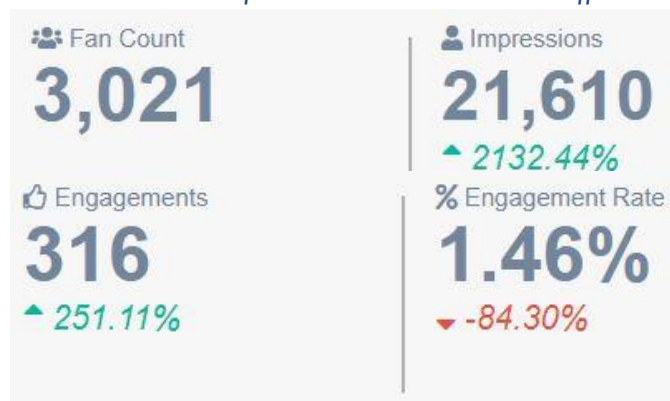 Fan Count
3,021
Impressions
21,610
2132.44%
Engagements
316
251.11%
% Engagement Rate
1.46%
-84.30%